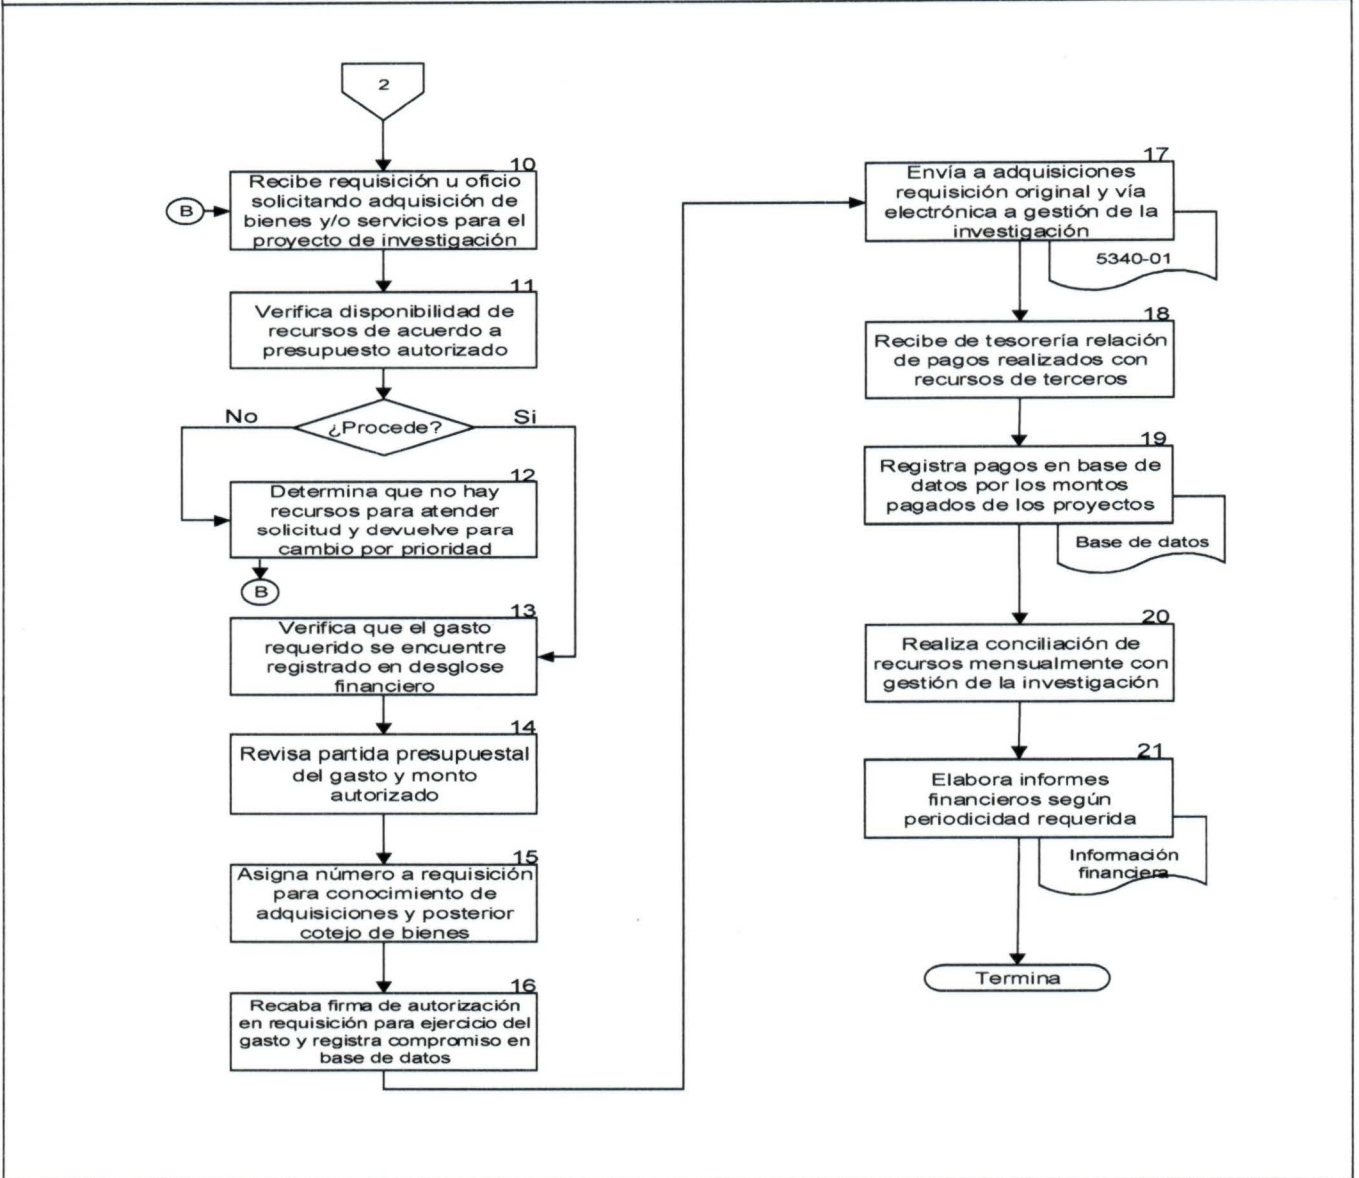 2
10
Recibe requisición u oficio
solicitando adquisición de
bienes y/o servicios para el
proyecto de investigación
B
11
Verifica disponibilidad de
recursos de acuerdo a
presupuesto autorizado
No
¿Procede?
Si
12
Determina que no hay
recursos para atender
solicitud y devuelve para
cambio por prioridad
B
13
Verifica que el gasto
requerido se encuentre
registrado en desglose
financiero
14
Revisa partida presupuestal
del gasto y monto
autorizado
15
Asigna número a requisición
para conocimiento de
adquisiciones y posterior
cotejo de bienes
16
Recaba firma de autorización
en requisición para ejercicio del
gasto y registra compromiso en
base de datos
17
Envía a adquisiciones
requisición original y vía
electrónica a gestión de la
investigación
5340-01
18
Recibe de tesorería relación
de pagos realizados con
recursos de terceros
19
Registra pagos en base de
datos por los montos
pagados de los proyectos
Base de datos
20
Realiza conciliación de
recursos mensualmente con
gestión de la investigación
21
Elabora informes
financieros según
periodicidad requerida
Información
financiera
Termina